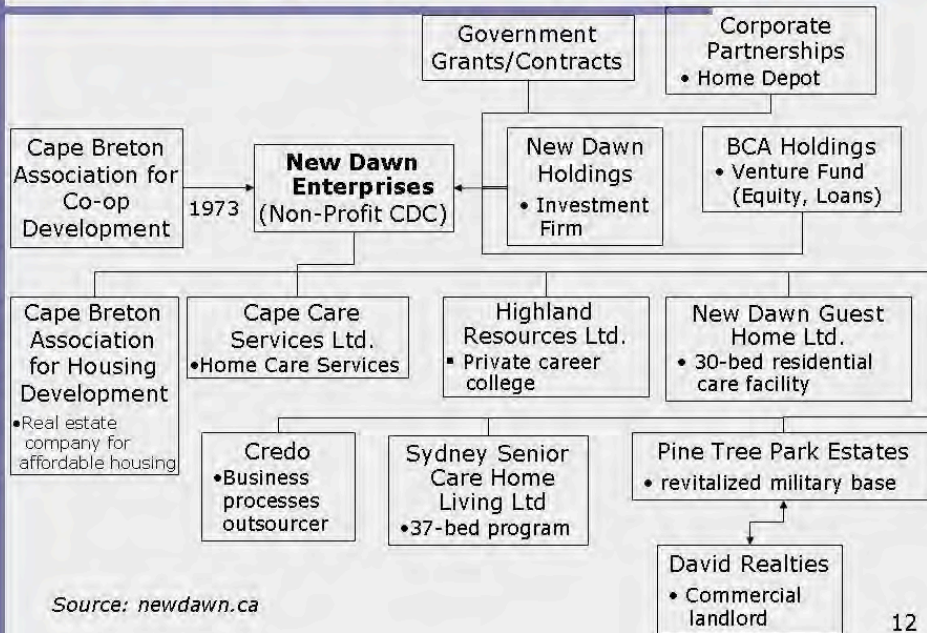 Government
Grants/Contracts
Corporate
Partnerships
• Home Depot
Cape Breton
Association for
Co-op
Development
1973
New Dawn
Enterprises
(Non-Profit CDC)
New Dawn
Holdings
• Investment
Firm
BCA Holdings
• Venture Fund
(Equity, Loans)
Cape Breton
Association
for Housing
Development
•Real estate
company for
affordable housing
Cape Care
Services Ltd.
•Home Care Services
Highland
Resources Ltd.
▪ Private career
college
New Dawn Guest
Home Ltd.
• 30-bed residential
care facility
Credo
•Business
processes
outsourcer
Sydney Senior
Care Home
Living Ltd
•37-bed program
Pine Tree Park Estates
• revitalized military base
David Realties
• Commercial
landlord
Source: newdawn.ca
12